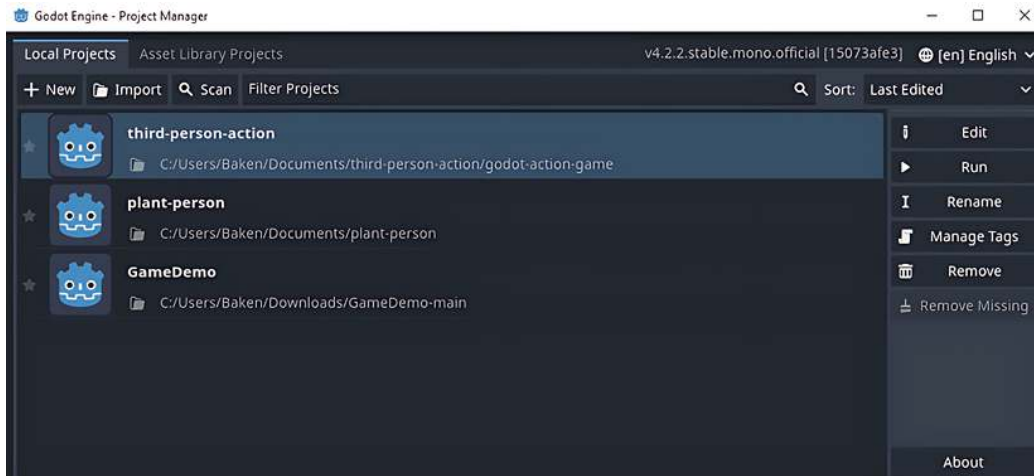 Godot Engine - Project Manager
Local Projects Asset Library Projects v4.2.2.stable.mono.official [15073afe3] [en] English
New Import Scan Filter Projects Sort: Last Edited
third-person-action
C:/Users/Baken/Documents/third-person-action/godot-action-game
plant-person
C:/Users/Baken/Documents/plant-person
GameDemo
C:/Users/Baken/Downloads/GameDemo-main
Edit
Run
Rename
Manage Tags
Remove
Remove Missing
About